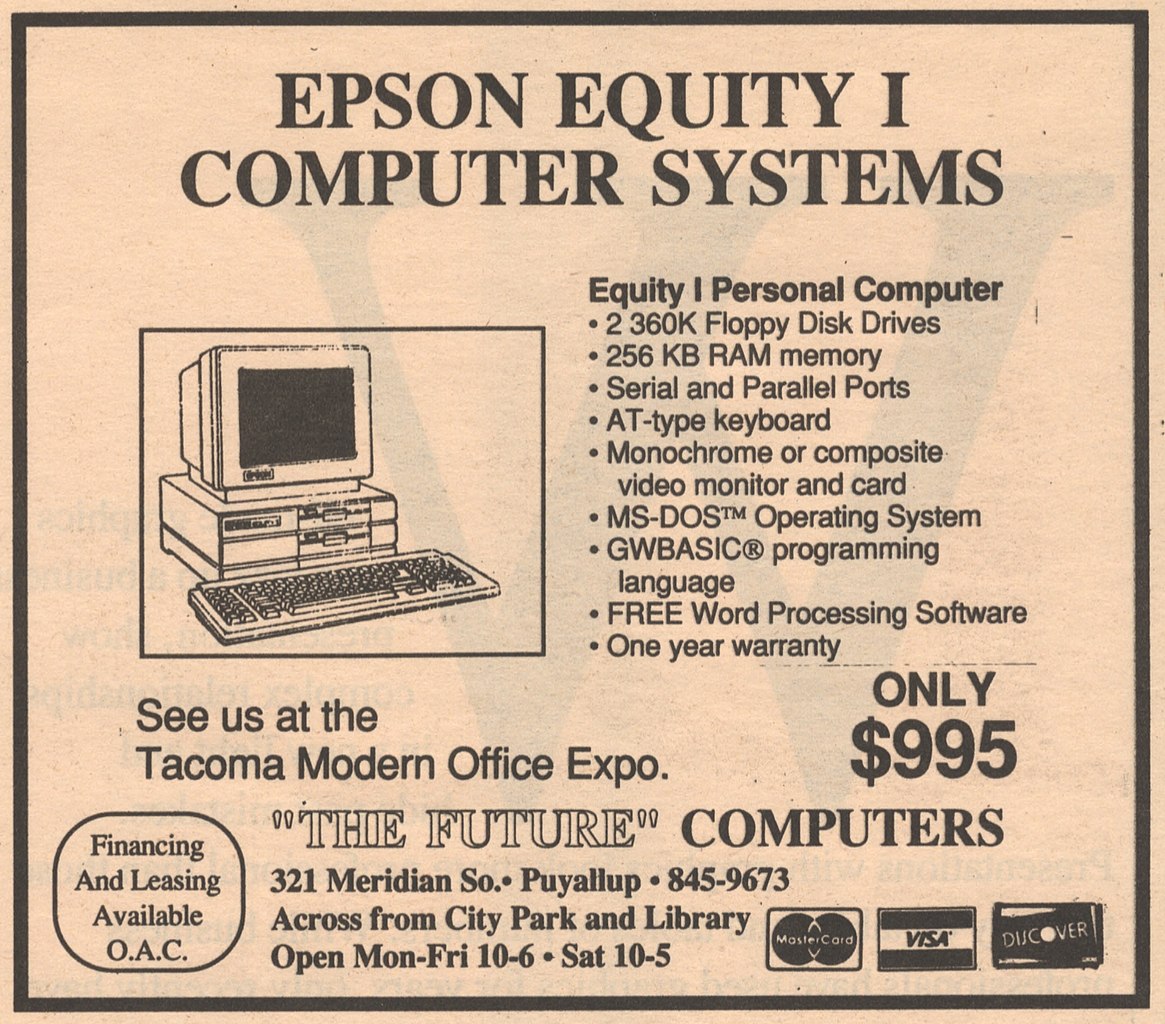 EPSON EQUITY I
COMPUTER SYSTEMS
Equity I Personal Computer
• 2 360K Floppy Disk Drives
• 256 KB RAM memory
• Serial and Parallel Ports
• AT-type keyboard
• Monochrome or composite
video monitor and card
• MS-DOS™ Operating System
• GWBASIC® programming
language
• FREE Word Processing Software
• One year warranty
ONLY
$995
See us at the
Tacoma Modern Office Expo.
"THE FUTURE" COMPUTERS
Financing
And Leasing
Available
O.A.C.
321 Meridian So.• Puyallup • 845-9673
Across from City Park and Library
Open Mon-Fri 10-6 • Sat 10-5
MasterCard
VISA
DISCOVER